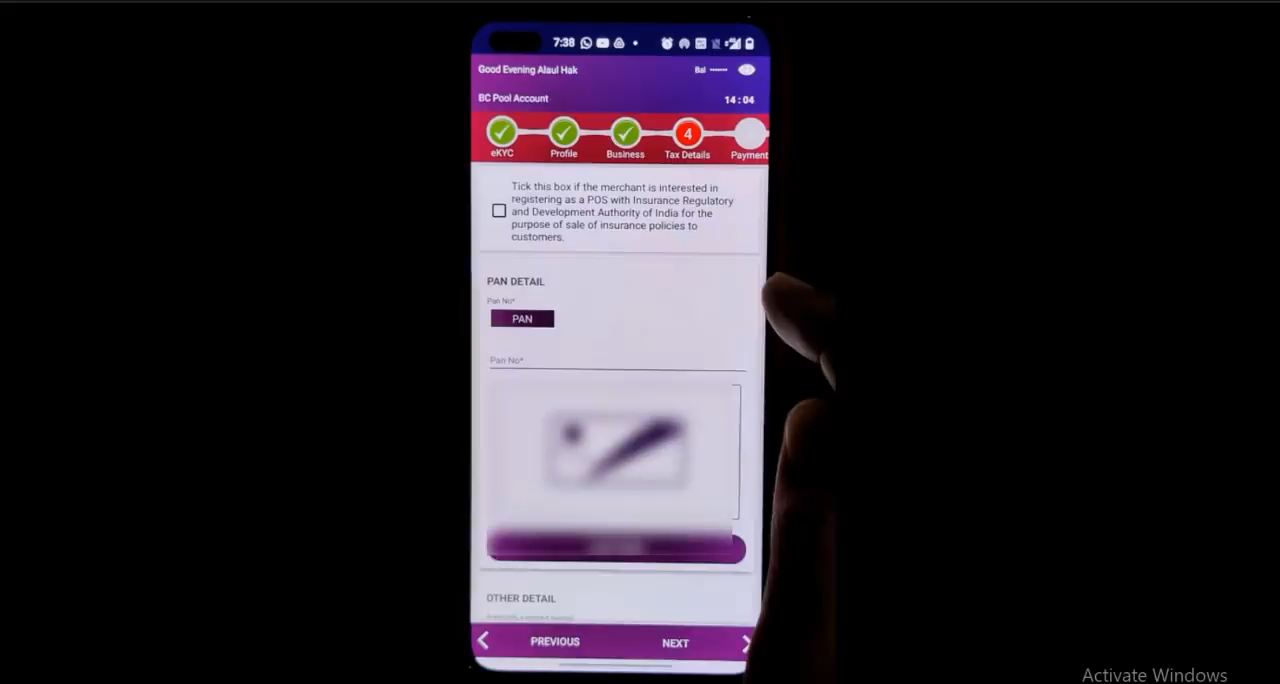 7:38
Good Evening Alaul Hak
Bal
BC Pool Account
14:04
4
eKYC
Profile
Business
Tax Details
Payment
Tick this box if the merchant is interested in
registering as a POS with Insurance Regulatory
and Development Authority of India for the
purpose of sale of insurance policies to
customers.
PAN DETAIL
Pan No*
PAN
Pan No*
OTHER DETAIL
PREVIOUS
NEXT
Activate Windows